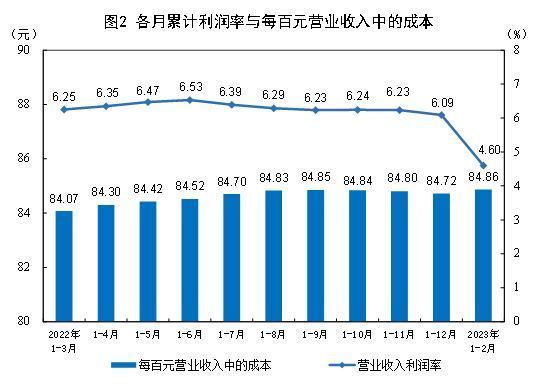 图2 各月累计利润率与每百元营业收入中的成本
（元） （%）
90 8
88 7
86 6
84 5
82 4
80 3
2
1
0
6.25 6.35 6.47 6.53 6.39 6.29 6.23 6.24 6.23 6.09 4.60
84.07 84.30 84.42 84.52 84.70 84.83 84.85 84.84 84.80 84.72 84.86
2022年 1-4月 1-5月 1-6月 1-7月 1-8月 1-9月 1-10月 1-11月 1-12月 2023年
1-3月 1-2月
每百元营业收入中的成本 营业收入利润率